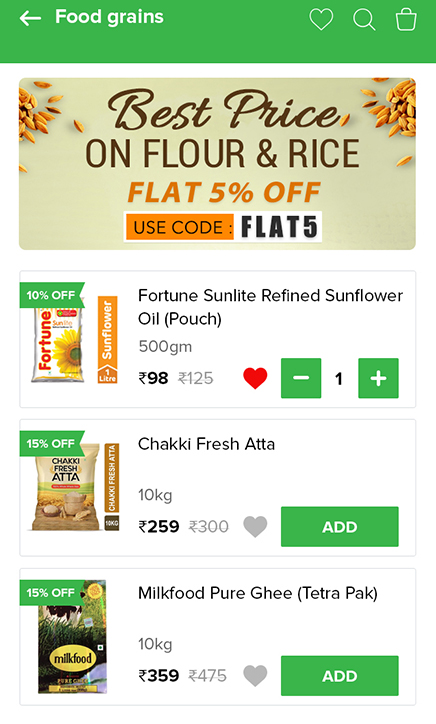 Food grains
Best Price
ON FLOUR & RICE
FLAT 5% OFF
USE CODE : FLAT5
10% OFF
Fortune
Sunlite
Sunflower
1
Litre
Fortune Sunlite Refined Sunflower
Oil (Pouch)
500gm
₹98 ₹125
1
15% OFF
CHAKKI
FRESH
ATTA
CHAKKI FRESH ATTA
10KG
Chakki Fresh Atta
10kg
₹259 ₹300
ADD
15% OFF
milkfood
PURE GHEE
Milkfood Pure Ghee (Tetra Pak)
10kg
₹359 ₹475
ADD